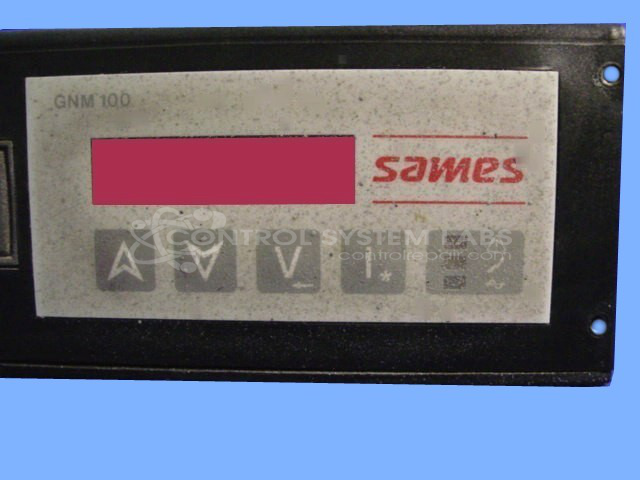 GNM 100
sames
CONTROL SYSTEM LABS
controlrepair.com
V I *